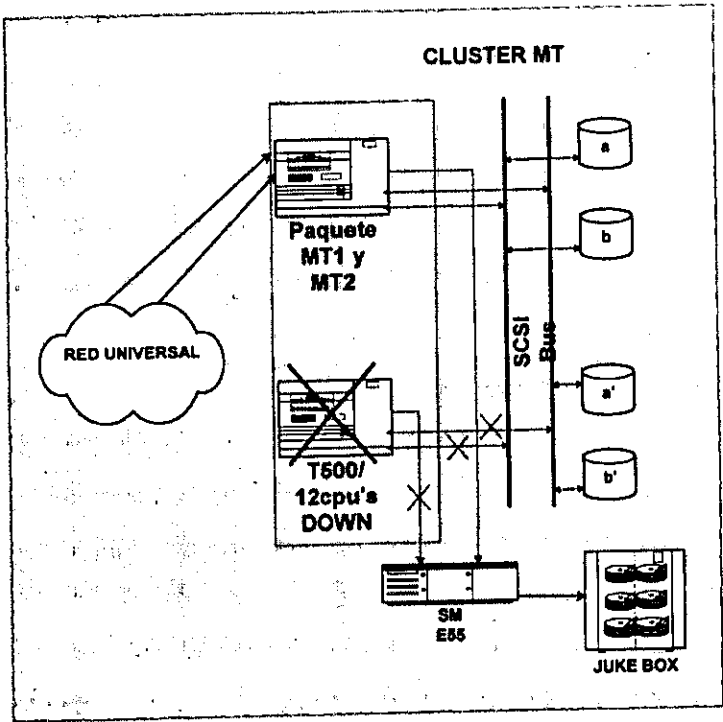 CLUSTER MT
a
Paquete
MT1 y
MT2
b
RED UNIVERSAL
SCSI
Bus
a'
T500/
12cpu's
DOWN
b'
SM
E55
JUKE BOX